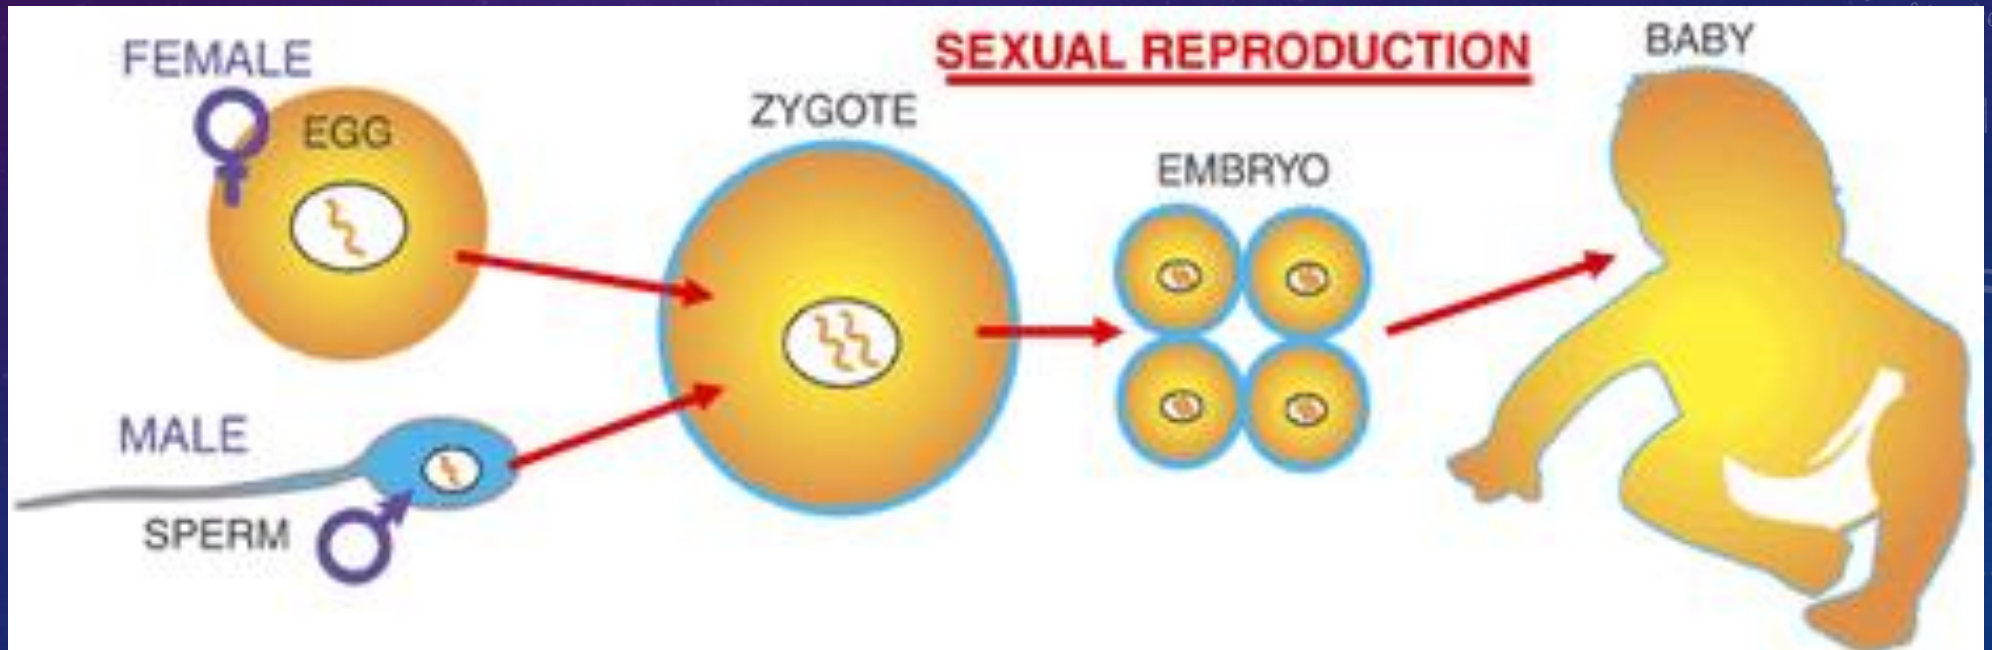 FEMALE
EGG
MALE
SPERM
ZYGOTE
SEXUAL REPRODUCTION
EMBRYO
BABY